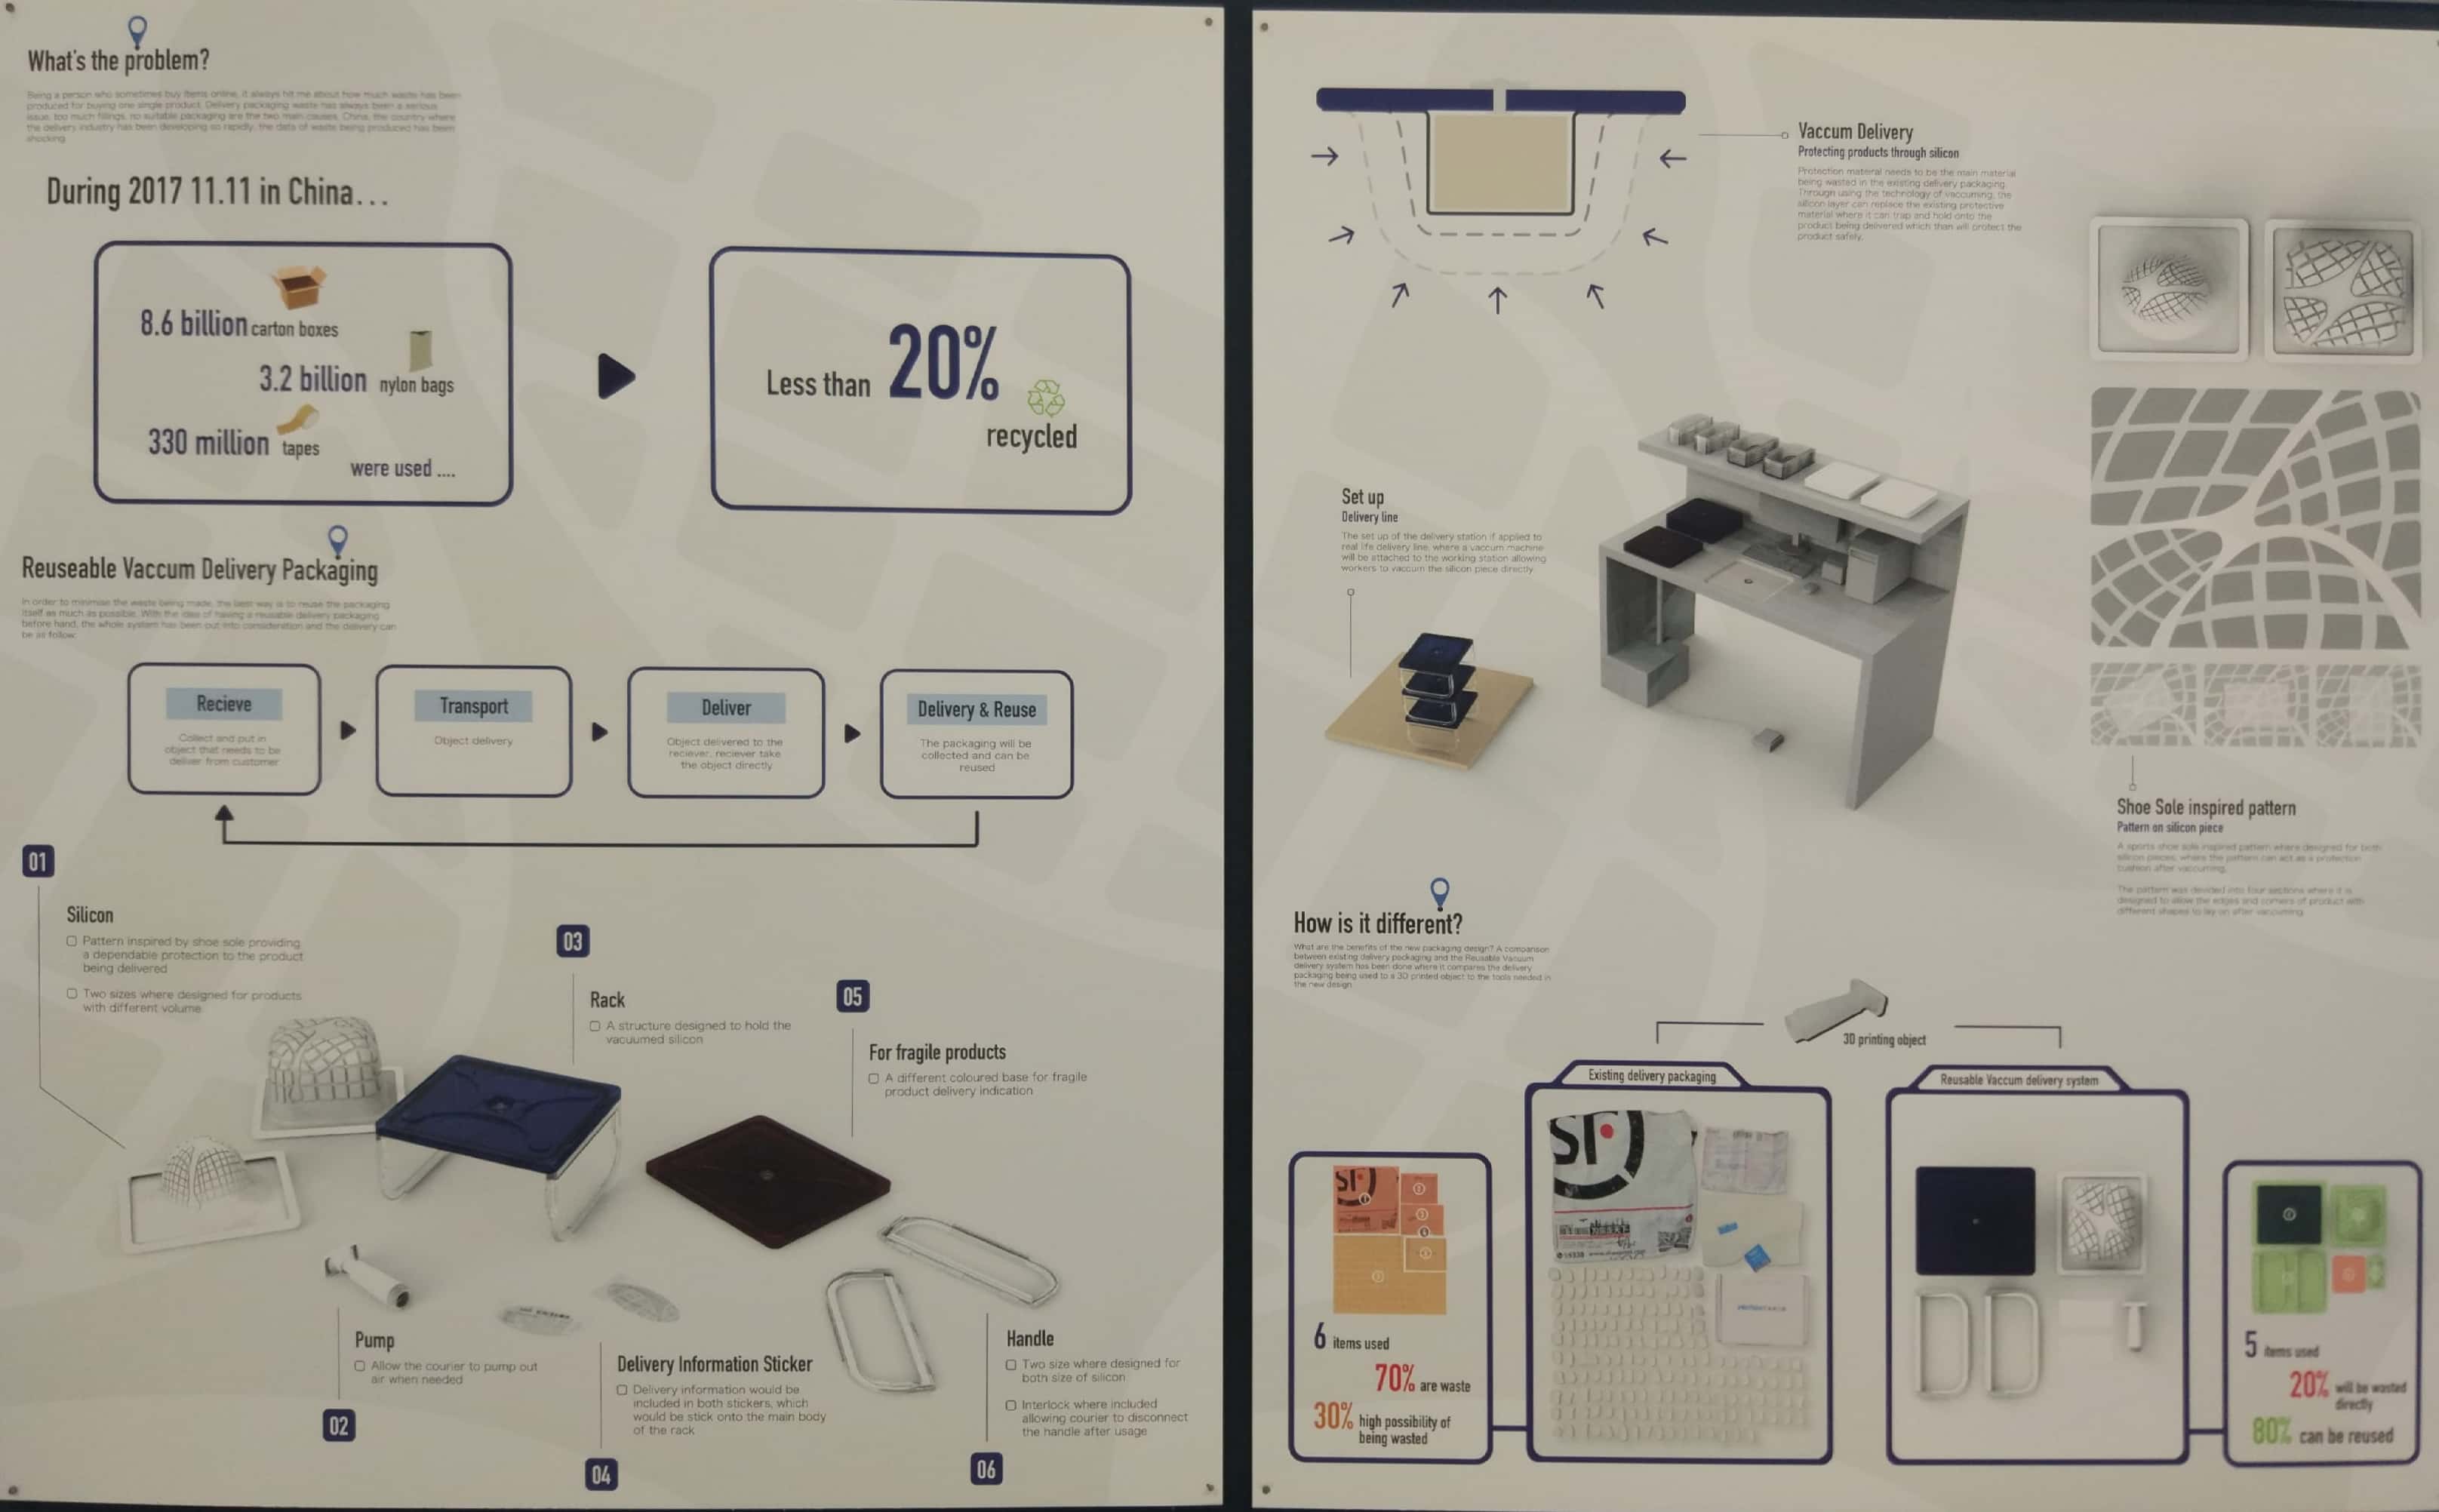 What's the problem?
Being a person who sometimes buy items online, it always hit me about how much waste has been
produced for buying one single product. Delivery packaging waste has always been a serious
issue, too much fillings, no suitable packaging are the two main causes. China, the country where
the delivery industry has been developing so rapidly, the data of waste being produced has been
shocking.
During 2017 11.11 in China...
8.6 billion carton boxes
3.2 billion nylon bags
330 million tapes
were used ....
Less than 20%
recycled
Reuseable Vaccum Delivery Packaging
In order to minimise the waste being made, the best way is to reuse the packaging
itself as much as possible. With the idea of having a reusable delivery packaging
before hand, the whole system has been put into consideration and the delivery can
be as follow:
Recieve
Collect and put in
object that needs to be
deliver from customer
Transport
Object delivery
Deliver
Object delivered to the
reciever, reciever take
the object directly
Delivery & Reuse
The packaging will be
collected and can be
reused
01
Silicon
Pattern inspired by shoe sole providing
a dependable protection to the product
being delivered
Two sizes where designed for products
with different volume
03
Rack
A structure designed to hold the
vacuumed silicon
05
For fragile products
A different coloured base for fragile
product delivery indication
Pump
Allow the courier to pump out
air when needed
02
Delivery Information Sticker
Delivery information would be
included in both stickers, which
would be stick onto the main body
of the rack
04
Handle
Two size where designed for
both size of silicon
Interlock where included
allowing courier to disconnect
the handle after usage
06
Vaccum Delivery
Protecting products through silicon
Protection material needs to be the main material
being wasted in the existing delivery packaging.
Through using the technology of vaccuming, the
silicon layer can replace the existing protective
material where it can trap and hold onto the
product being delivered which than will protect the
product safely.
Set up
Delivery line
The set up of the delivery station if applied to
real life delivery line, where a vaccum machine
will be attached to the working station allowing
workers to vaccum the silicon piece directly
Shoe Sole inspired pattern
Pattern on silicon piece
A sports shoe sole inspired pattern where designed for both
silicon pieces, where the pattern can act as a protection
cushion after vaccuming.
The pattern was devided into four sections where it is
designed to allow the edges and corners of product with
different shapes to lay on after vaccuming.
How is it different?
What are the benefits of the new packaging design? A comparison
between existing delivery packaging and the Reusable Vacuum
delivery system has been done where it compares the delivery
packaging being used to a 3D printed object to the tools needed in
the new design.
3D printing object
Existing delivery packaging
Reusable Vaccum delivery system
SF
6 items used
70% are waste
30% high possibility of
being wasted
5 items used
20% will be wasted
directly
80% can be reused